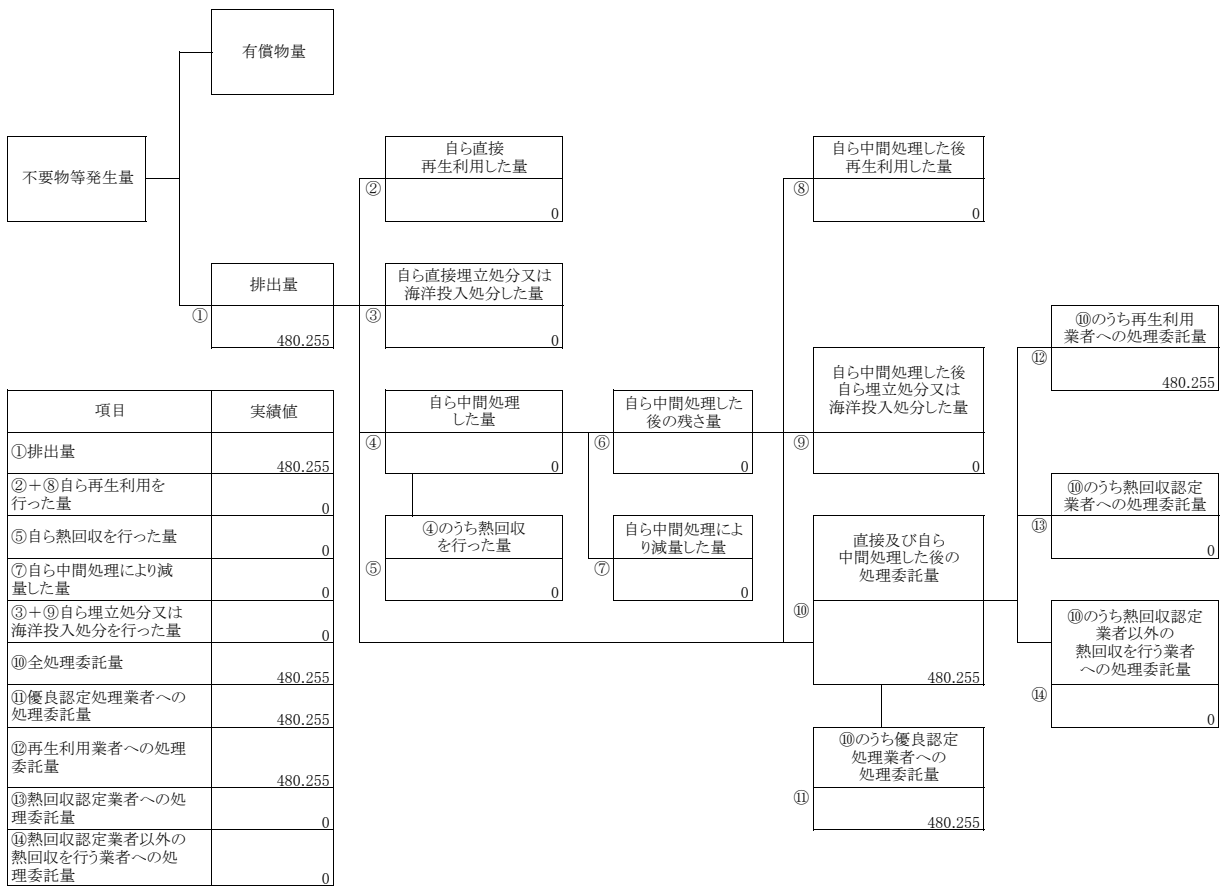 有償物量
不要物等発生量
自ら直接
再生利用した量
②
0
自ら中間処理した後
再生利用した量
⑧
0
排出量
①
480.255
自ら直接埋立処分又は
海洋投入処分した量
③
0
⑩のうち再生利用
業者への処理委託量
⑫
480.255
自ら中間処理
した量
④
0
自ら中間処理した
後の残さ量
⑥
0
自ら中間処理した後
自ら埋立処分又は
海洋投入処分した量
⑨
0
⑩のうち熱回収認定
業者への処理委託量
⑬
0
④のうち熱回収
を行った量
⑤
0
自ら中間処理によ
り減量した量
⑦
0
直接及び自ら
中間処理した後の
処理委託量
⑩
480.255
⑩のうち熱回収認定
業者以外の
熱回収を行う業者
への処理委託量
⑭
0
⑩のうち優良認定
処理業者への
処理委託量
⑪
480.255
項目 実績値
①排出量
480.255
②+⑧自ら再生利用を
行った量
0
⑤自ら熱回収を行った量
0
⑦自ら中間処理により減
量した量
0
③+⑨自ら埋立処分又は
海洋投入処分を行った量
0
⑩全処理委託量
480.255
⑪優良認定処理業者への
処理委託量
480.255
⑫再生利用業者への処理
委託量
480.255
⑬熱回収認定業者への処
理委託量
0
⑭熱回収認定業者以外の
熱回収を行う業者への処
理委託量
0